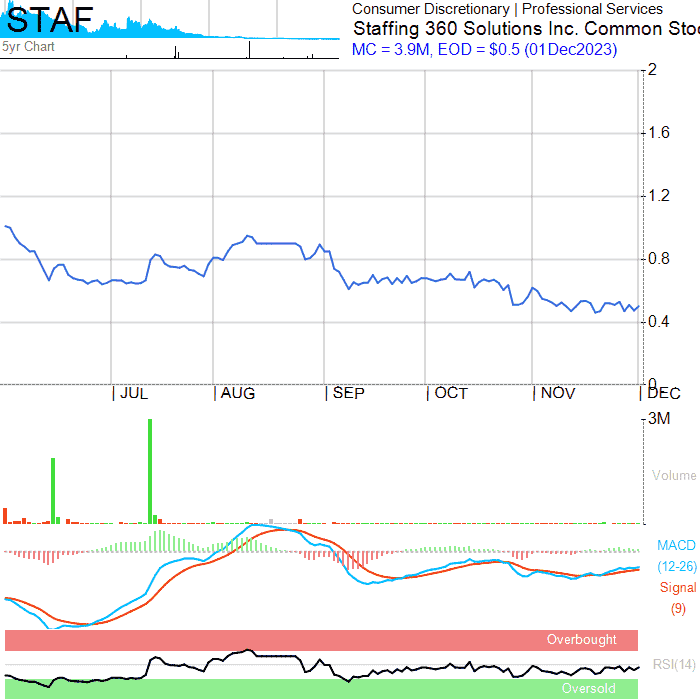 STAF
5yr Chart
Consumer Discretionary | Professional Services
Staffing 360 Solutions Inc. Common Stoc
MC = 3.9M, EOD = $0.5 (01Dec2023)
2
1.6
1.2
0.8
0.4
0
JUL AUG SEP OCT NOV DEC
3M
Volume
MACD
(12-26)
Signal
(9)
Overbought
RSI(14)
Oversold